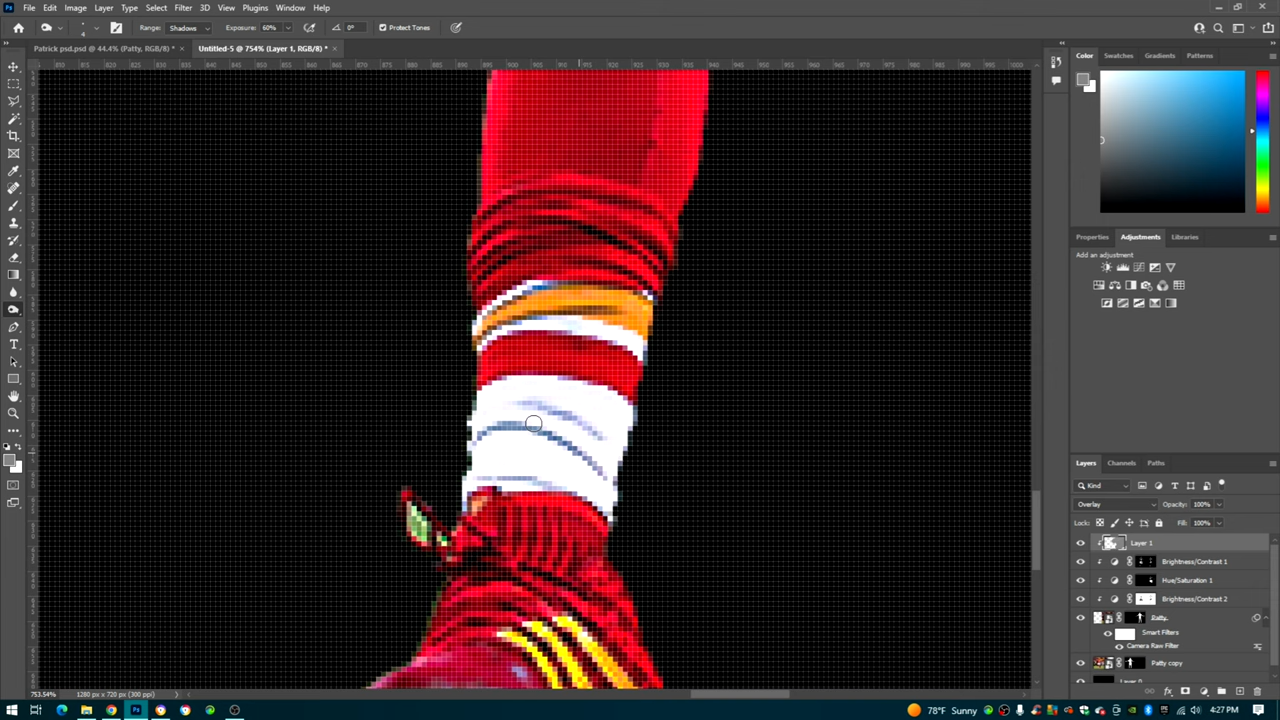 File Edit Image Layer Type Select Filter 3D View Plugins Window Help
4 Range: Shadows Exposure: 60% 0° Protect Tones
Patrick psd.psd @ 44.4% (Patty, RGB/8) * × Untitled-5 @ 754% (Layer 1, RGB/8) * ×
Color Swatches Gradients Patterns
Properties Adjustments Libraries
Add an adjustment
Layers Channels Paths
Kind
Overlay Opacity: 100%
Lock: Fill: 100%
Layer 1
Brightness/Contrast 1
Hue/Saturation 1
Brightness/Contrast 2
Patty
Smart Filters
Camera Raw Filter
Patty copy
Layer 0
753.54% 1280 px x 720 px (300 ppi)
78°F Sunny 4:27 PM